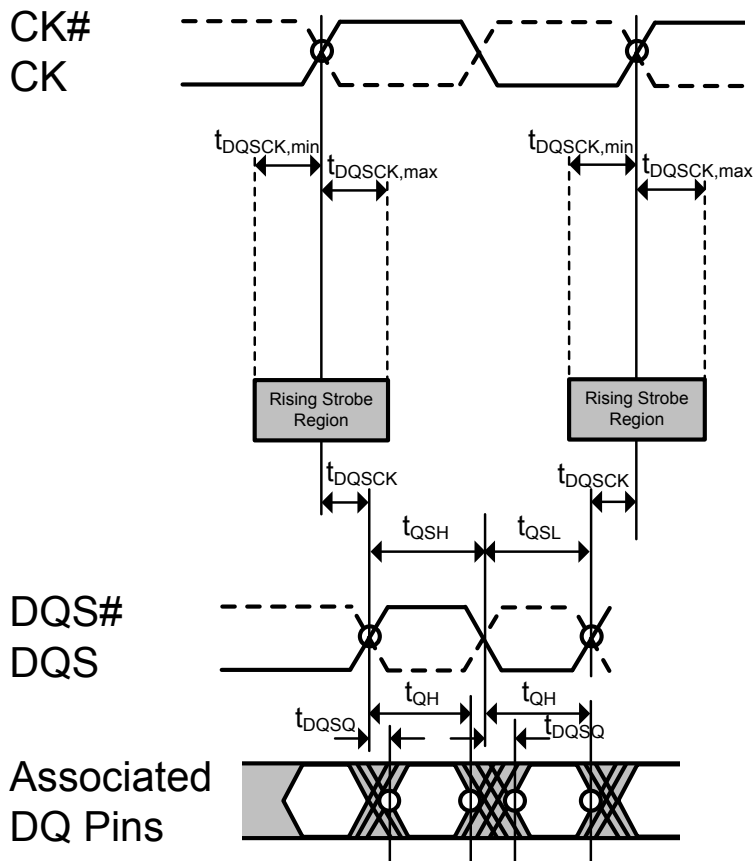 CK#
CK
tDQSCK,min
tDQSCK,max
tDQSCK,min
tDQSCK,max
Rising Strobe
Region
Rising Strobe
Region
tDQSCK
tDQSCK
tQSH
tQSL
DQS#
DQS
tQH
tQH
tDQSQ
tDQSQ
Associated
DQ Pins